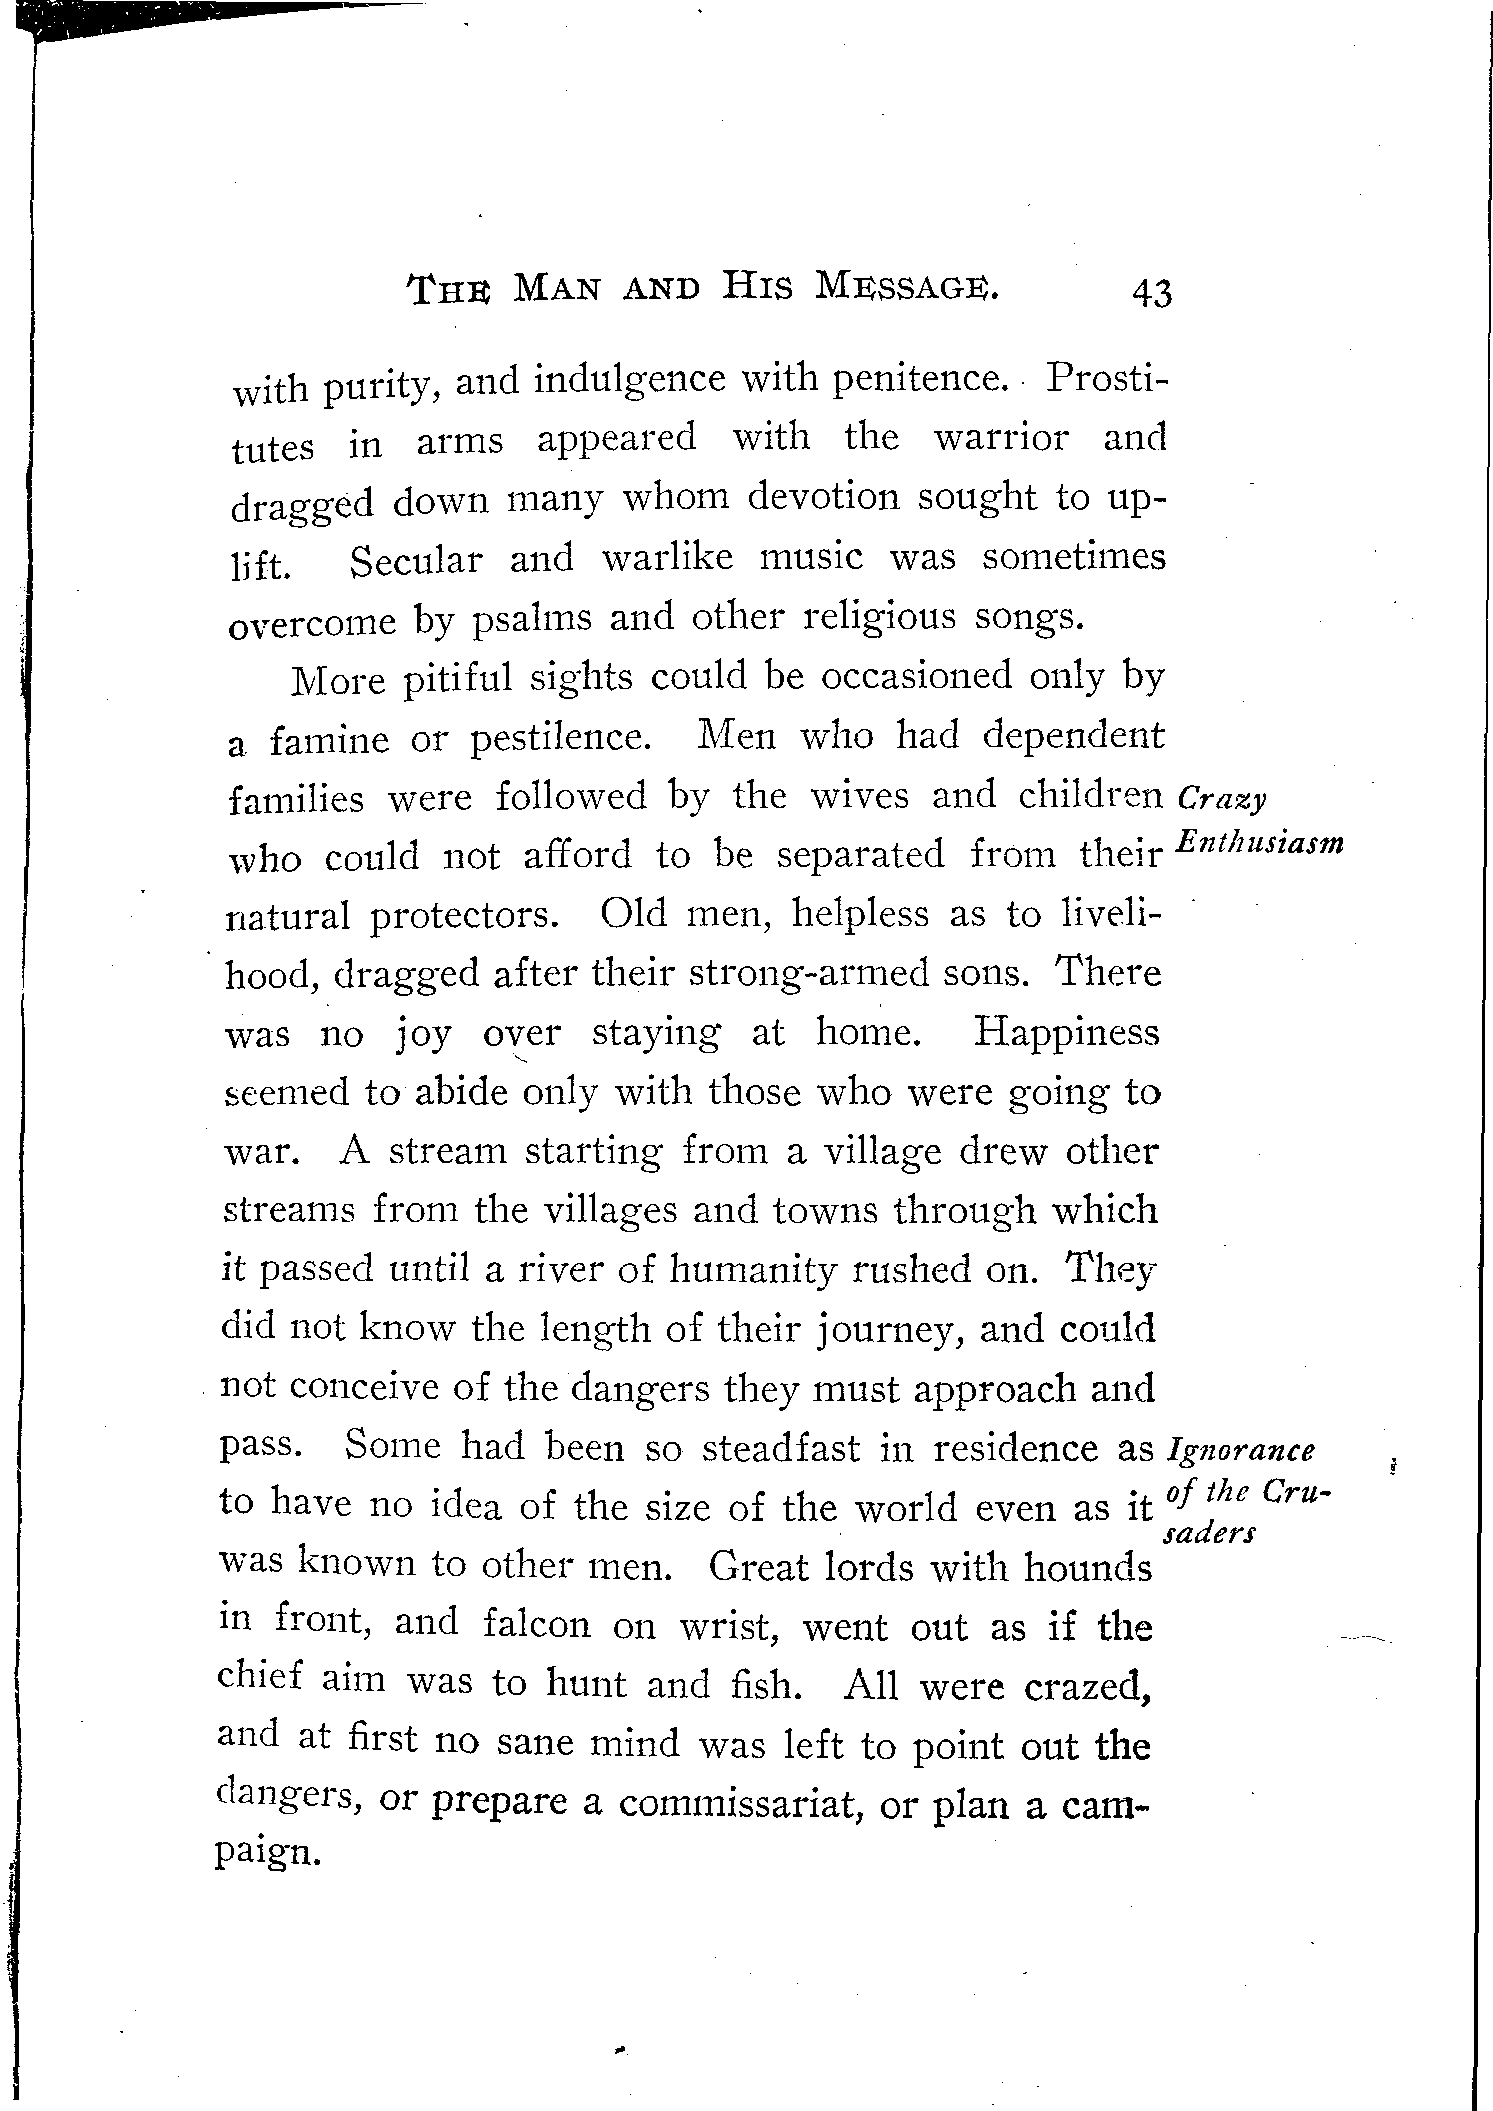 THE MAN AND HIS MESSAGE. 43
with purity, and indulgence with penitence. Prosti-
tutes in arms appeared with the warrior and
dragged down many whom devotion sought to up-
lift. Secular and warlike music was sometimes
overcome by psalms and other religious songs.
More pitiful sights could be occasioned only by
a famine or pestilence. Men who had dependent
families were followed by the wives and children
who could not afford to be separated from their
Crazy
Enthusiasm
natural protectors. Old men, helpless as to liveli-
hood, dragged after their strong-armed sons. There
was no joy over staying at home. Happiness
seemed to abide only with those who were going to
war. A stream starting from a village drew other
streams from the villages and towns through which
it passed until a river of humanity rushed on. They
did not know the length of their journey, and could
not conceive of the dangers they must approach and
pass. Some had been so steadfast in residence as
to have no idea of the size of the world even as it
Ignorance
of the Cru-
saders
was known to other men. Great lords with hounds
in front, and falcon on wrist, went out as if the
chief aim was to hunt and fish. All were crazed,
and at first no sane mind was left to point out the
dangers, or prepare a commissariat, or plan a cam-
paign.